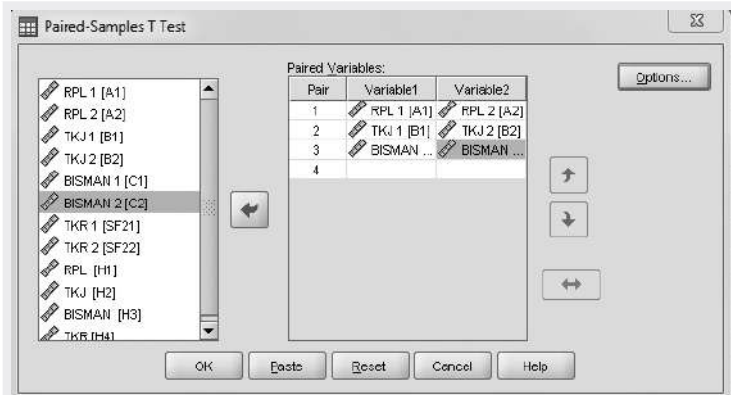 Paired-Samples T Test
Paired Variables:
Options...
RPL 1 [A1]
RPL 2 [A2]
TKJ 1 [B1]
TKJ 2 [B2]
BISMAN 1 [C1]
BISMAN 2 [C2]
TKR 1 [SF21]
TKR 2 [SF22]
RPL [H1]
TKJ [H2]
BISMAN [H3]
TKR [H4]
Pair Variable1 Variable2
1 RPL 1 [A1] RPL 2 [A2]
2 TKJ 1 [B1] TKJ 2 [B2]
3 BISMAN ... BISMAN ...
4
OK Paste Reset Cancel Help